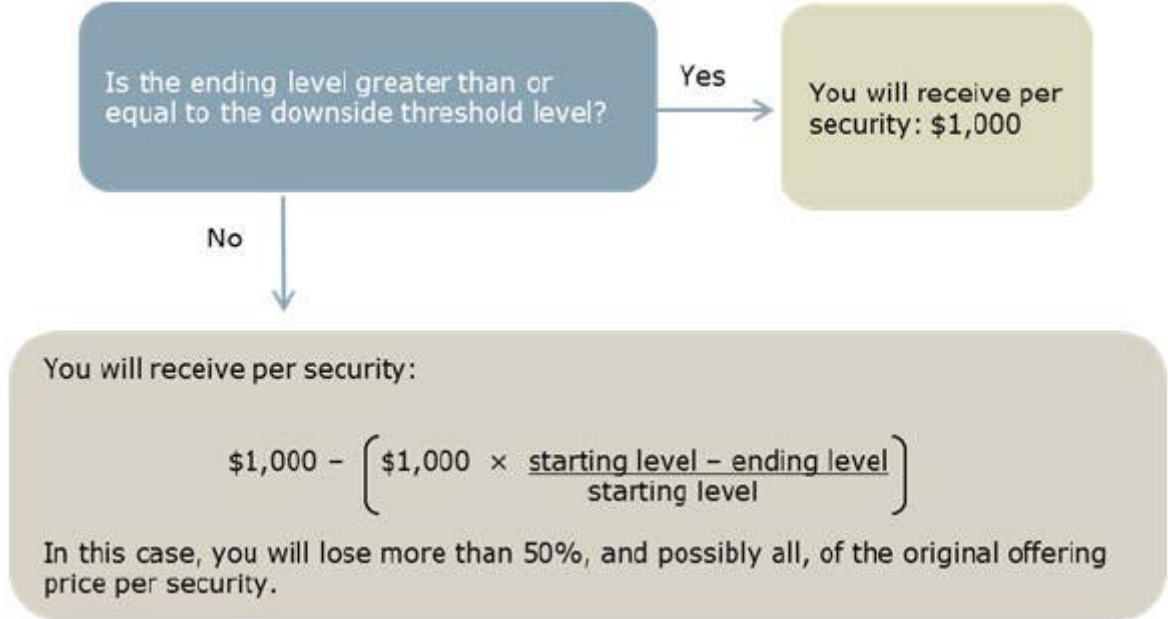 Is the ending level greater than or
equal to the downside threshold level?
Yes
You will receive per
security: $1,000
No
You will receive per security:
$1,000 – ( $1,000 × starting level – ending level )
starting level
In this case, you will lose more than 50%, and possibly all, of the original offering
price per security.